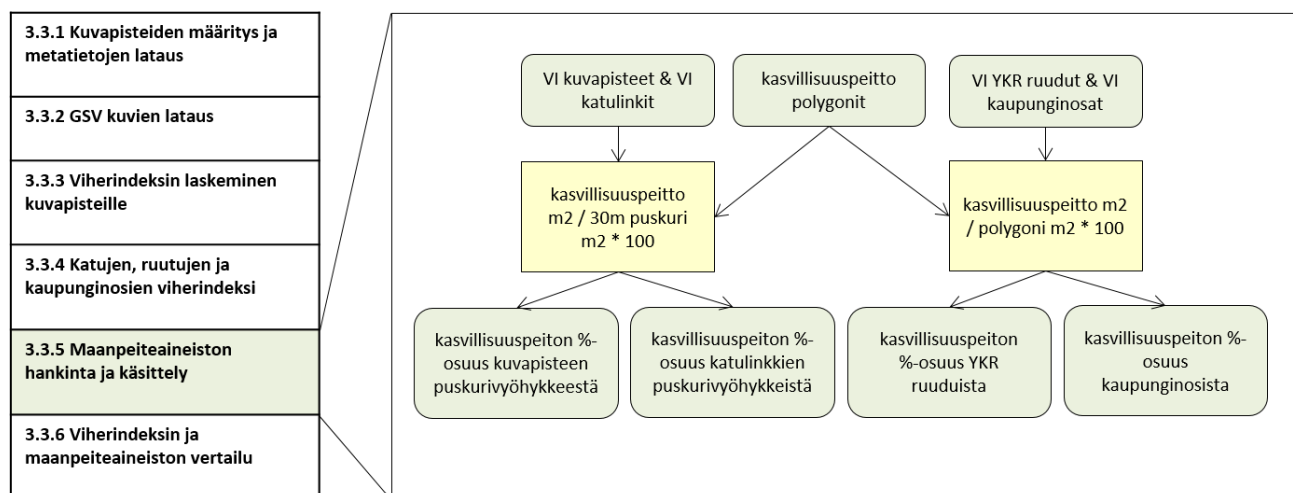 3.3.1 Kuvapisteiden määritys ja
metatietojen lataus
3.3.2 GSV kuvien lataus
3.3.3 Viherindeksin laskeminen
kuvapisteille
3.3.4 Katujen, ruutujen ja
kaupunginosien viherindeksi
3.3.5 Maanpeiteaineiston
hankinta ja käsittely
3.3.6 Viherindeksin ja
maanpeiteaineiston vertailu
VI kuvapisteet & VI
katulinkit
kasvillisuuspeitto
polygonit
VI YKR ruudut & VI
kaupunginosat
kasvillisuuspeitto
m2 / 30m puskuri
m2 * 100
kasvillisuuspeitto m2
/ polygoni m2 * 100
kasvillisuuspeiton %-
osuus kuvapisteen
puskurivyöhykkeestä
kasvillisuuspeiton %-
osuus katulinkkien
puskurivyöhykkeistä
kasvillisuuspeiton
%-osuus YKR
ruuduista
kasvillisuuspeiton %-
osuus
kaupunginosista